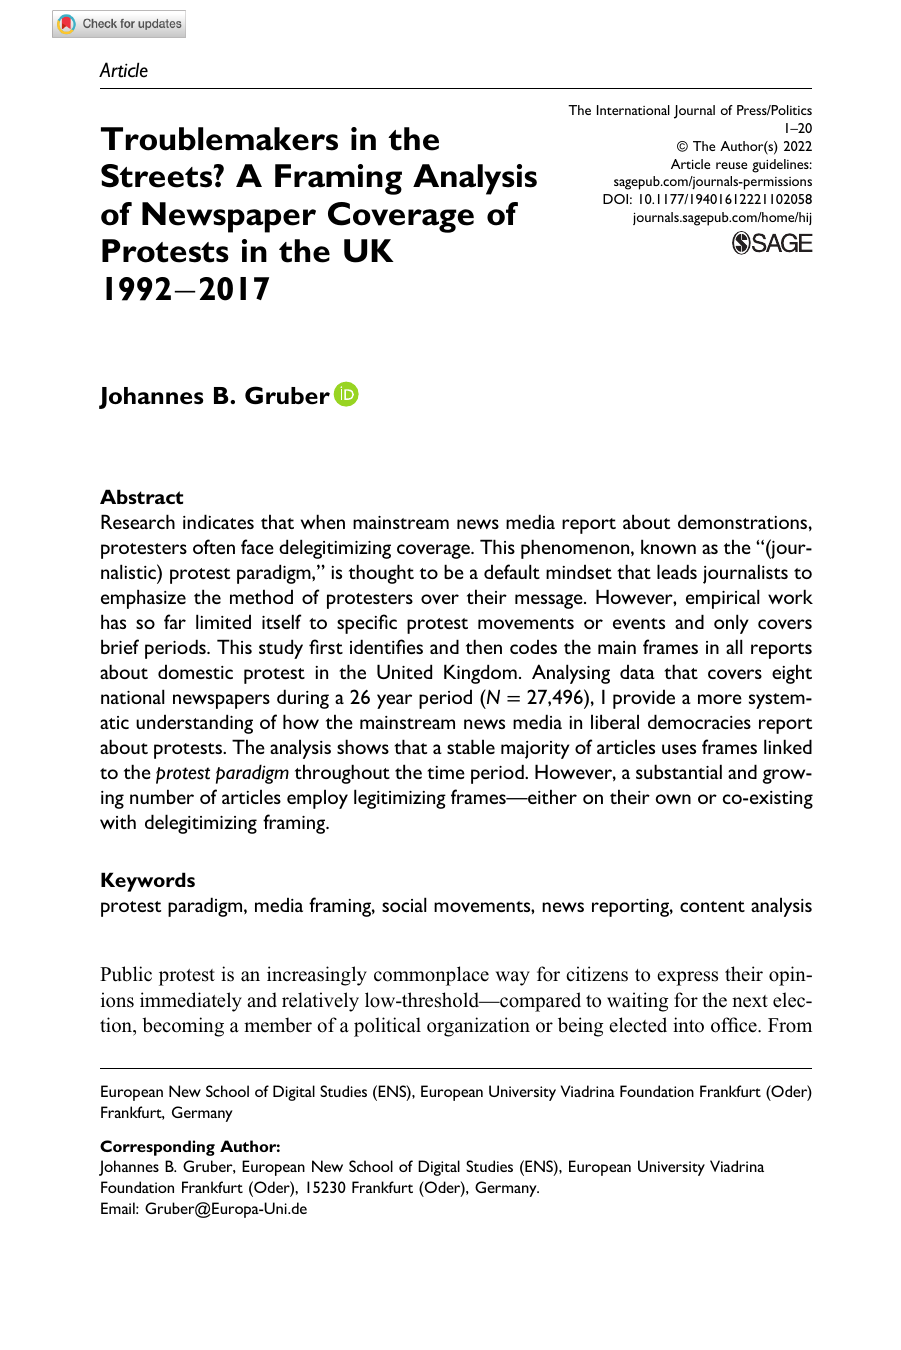 Check for updates
Article
Troublemakers in the
Streets? A Framing Analysis
of Newspaper Coverage of
Protests in the UK
1992–2017
The International Journal of Press/Politics
1–20
© The Author(s) 2022
Article reuse guidelines:
sagepub.com/journals-permissions
DOI: 10.1177/19401612221102058
journals.sagepub.com/home/hij
SAGE
Johannes B. Gruber iD
Abstract
Research indicates that when mainstream news media report about demonstrations,
protesters often face delegitimizing coverage. This phenomenon, known as the “(jour-
nalistic) protest paradigm,” is thought to be a default mindset that leads journalists to
emphasize the method of protesters over their message. However, empirical work
has so far limited itself to specific protest movements or events and only covers
brief periods. This study first identifies and then codes the main frames in all reports
about domestic protest in the United Kingdom. Analysing data that covers eight
national newspapers during a 26 year period (N = 27,496), I provide a more system-
atic understanding of how the mainstream news media in liberal democracies report
about protests. The analysis shows that a stable majority of articles uses frames linked
to the protest paradigm throughout the time period. However, a substantial and grow-
ing number of articles employ legitimizing frames—either on their own or co-existing
with delegitimizing framing.
Keywords
protest paradigm, media framing, social movements, news reporting, content analysis
Public protest is an increasingly commonplace way for citizens to express their opin-
ions immediately and relatively low-threshold—compared to waiting for the next elec-
tion, becoming a member of a political organization or being elected into office. From
European New School of Digital Studies (ENS), European University Viadrina Foundation Frankfurt (Oder)
Frankfurt, Germany
Corresponding Author:
Johannes B. Gruber, European New School of Digital Studies (ENS), European University Viadrina
Foundation Frankfurt (Oder), 15230 Frankfurt (Oder), Germany.
Email: Gruber@Europa-Uni.de